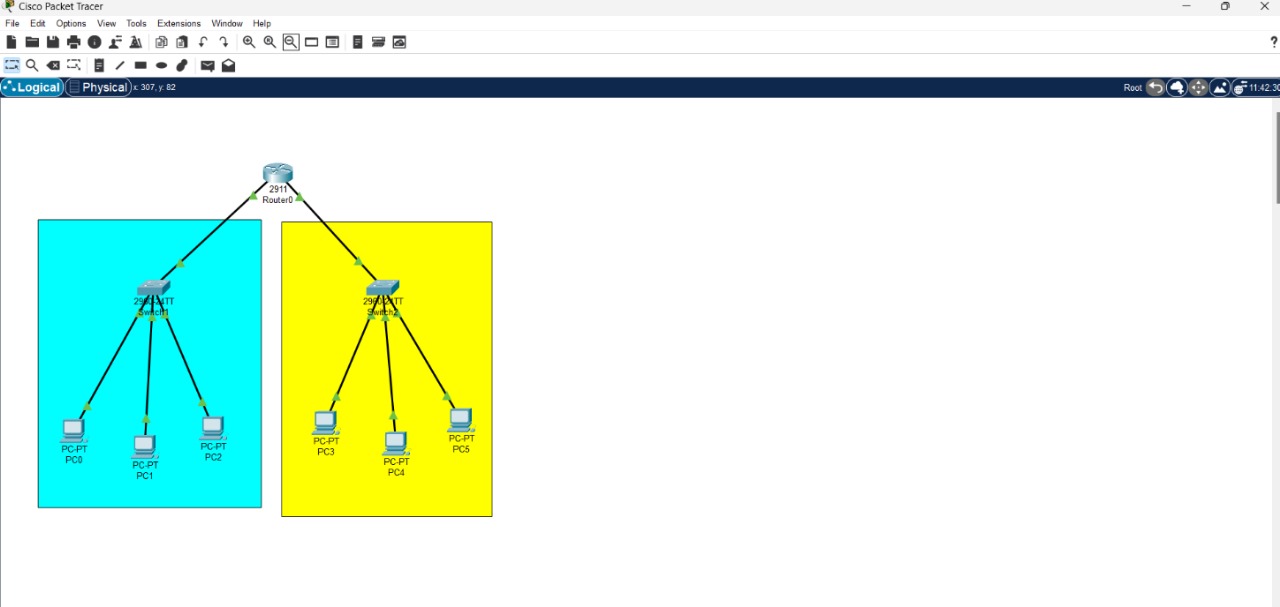 Cisco Packet Tracer
File Edit Options View Tools Extensions Window Help
?
Logical Physical x: 307, y: 82 Root 11:42:30
2911
Router0
2960-24TT 2960-24TT
Switch1 Switch2
PC-PT PC-PT PC-PT PC-PT PC-PT PC-PT
PC0 PC1 PC2 PC3 PC4 PC5